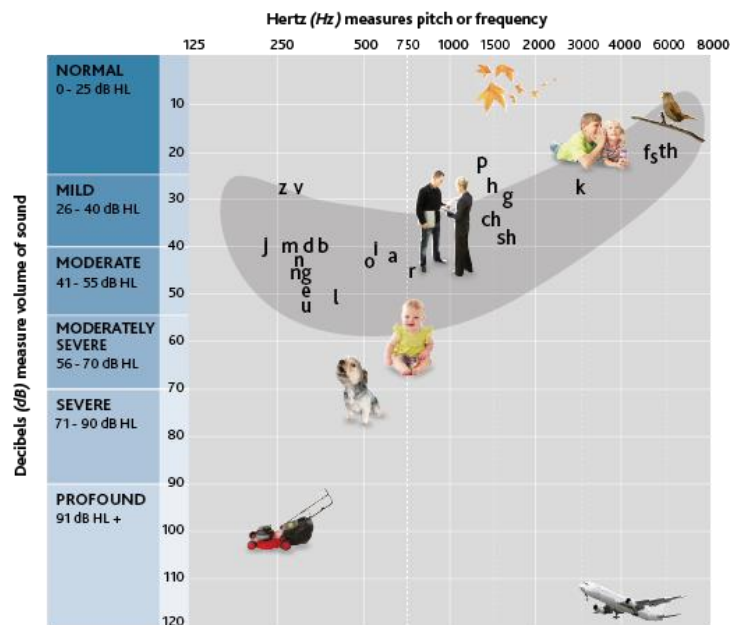 Hertz (Hz) measures pitch or frequency
125 250 500 750 1000 1500 2000 3000 4000 6000 8000
Decibels (dB) measure volume of sound
NORMAL
0 - 25 dB HL
10
20
MILD
26 - 40 dB HL
30
40
MODERATE
41 - 55 dB HL
50
MODERATELY
SEVERE
56 - 70 dB HL
60
70
SEVERE
71 - 90 dB HL
80
90
PROFOUND
91 dB HL +
100
110
120
f s th
p
z v h k
g
ch
sh
j m d b i
n o a
ng r
e l
u